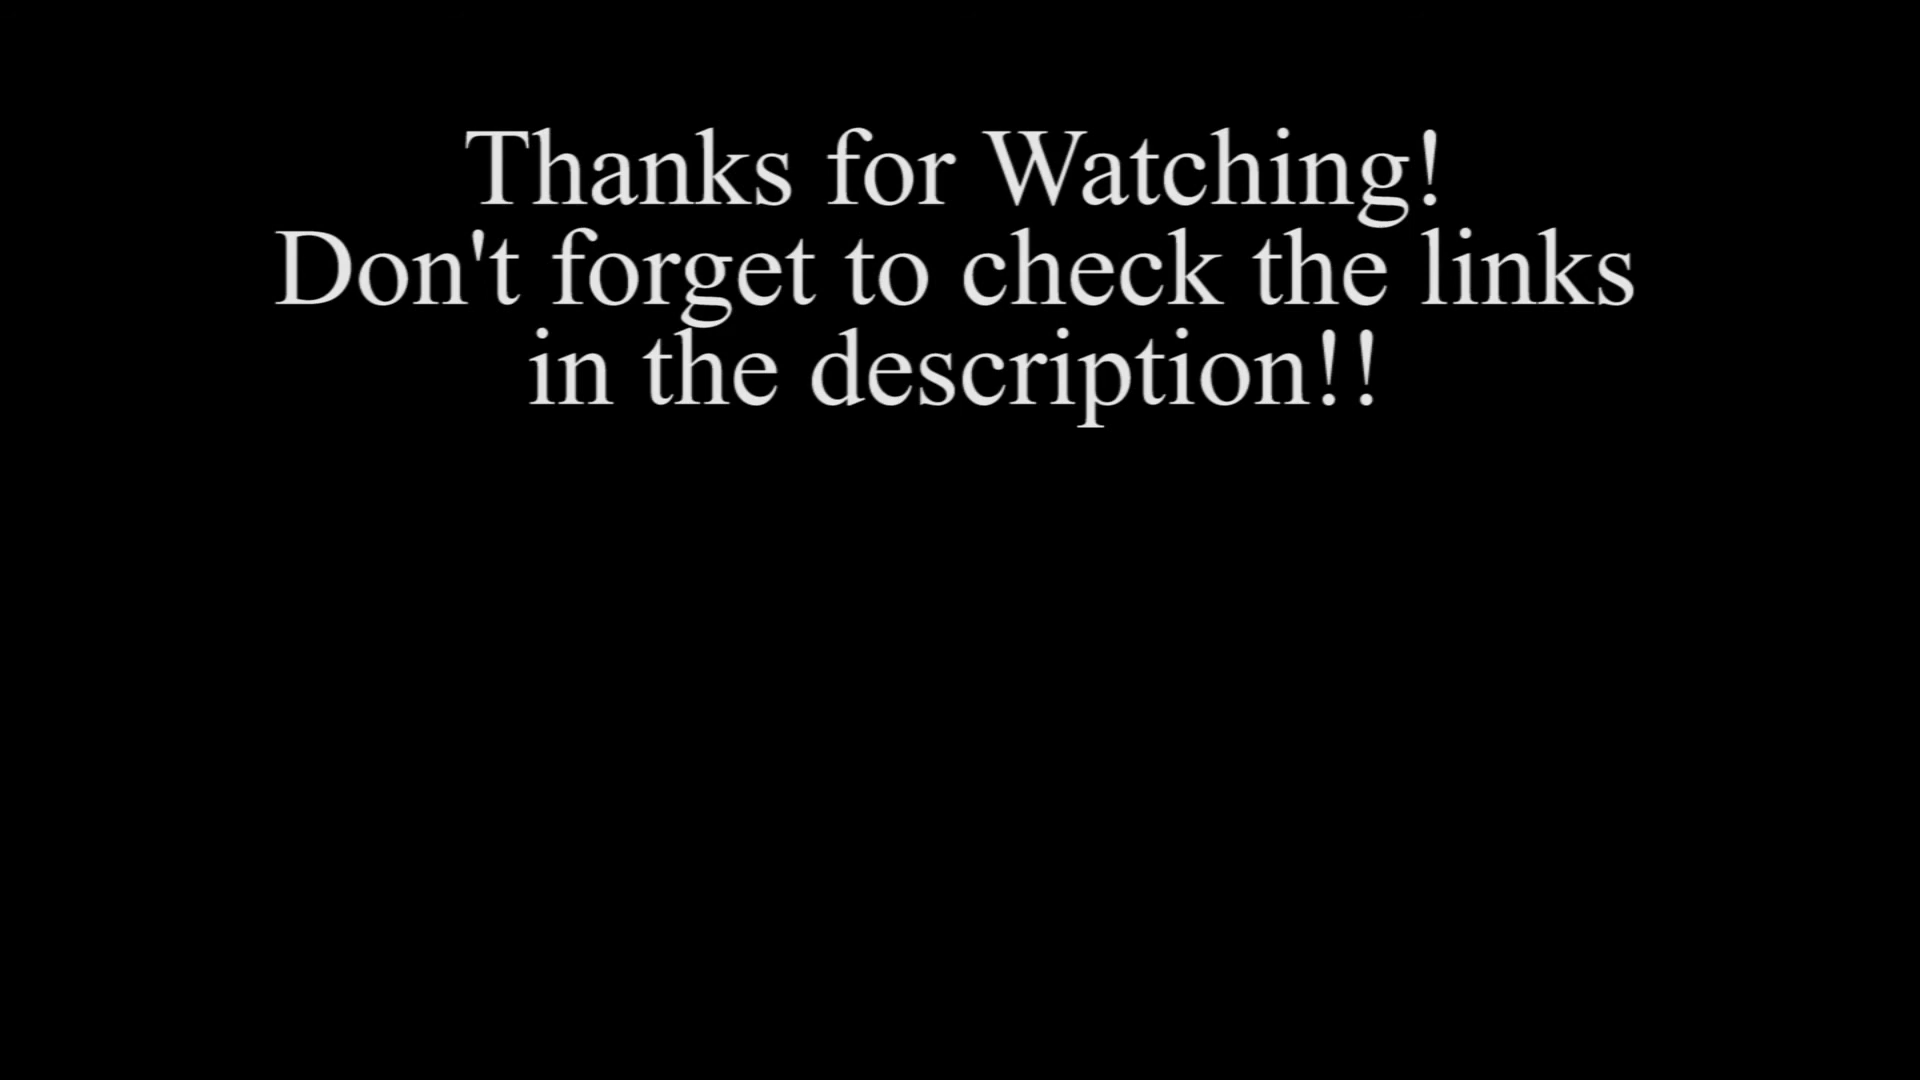 Thanks for Watching!
Don't forget to check the links
in the description!!